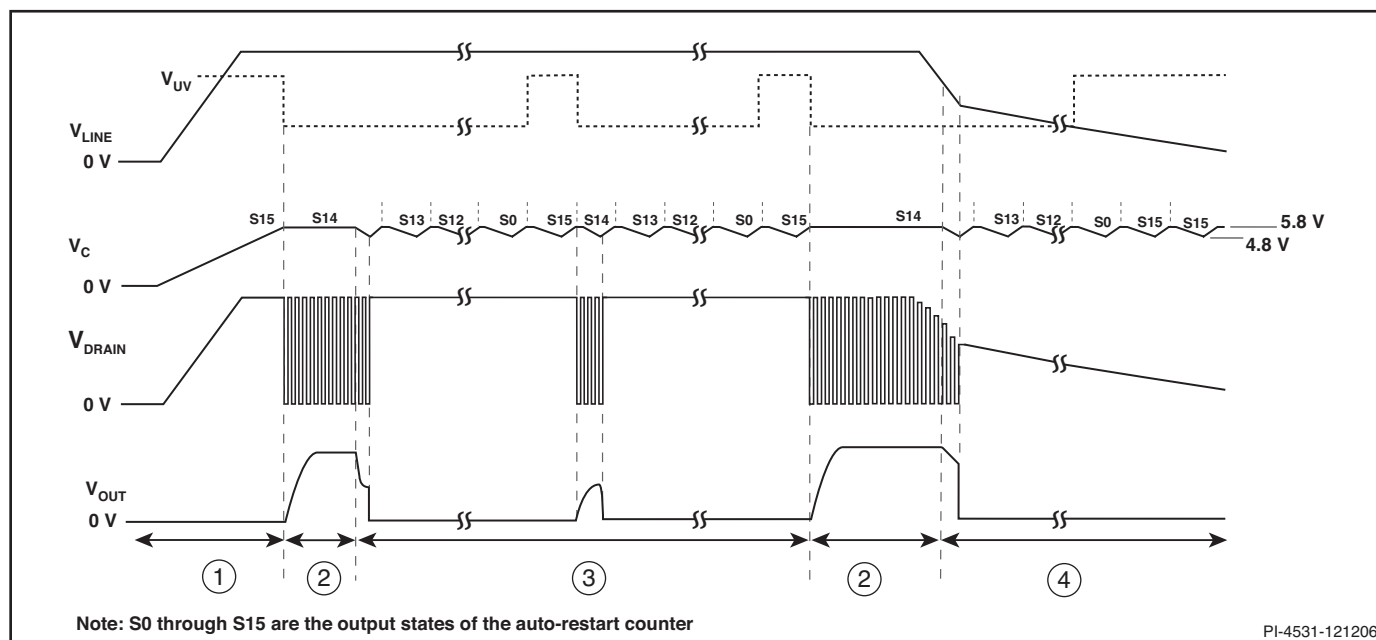 V_UV
V_LINE
0 V
S15 S14 S13 S12 S0 S15 S14 S13 S12 S0 S15 S14 S13 S12 S0 S15 S15 5.8 V
4.8 V
V_C
0 V
V_DRAIN
0 V
V_OUT
0 V
1 2 3 2 4
Note: S0 through S15 are the output states of the auto-restart counter
PI-4531-121206